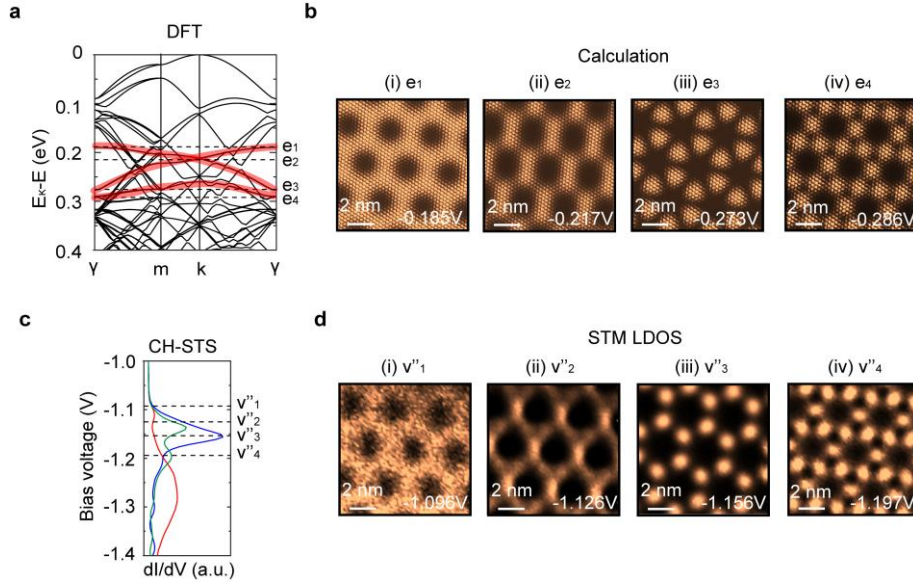 a
DFT
0
0.1
0.2
0.3
0.4
Eκ-E (eV)
e₁
e₂
e₃
e₄
γ m k γ
b
Calculation
(i) e₁ (ii) e₂ (iii) e₃ (iv) e₄
2 nm -0.185V
2 nm -0.217V
2 nm -0.273V
2 nm -0.286V
c
CH-STS
-1.0
-1.1
-1.2
-1.3
-1.4
Bias voltage (V)
v"₁
v"₂
v"₃
v"₄
dI/dV (a.u.)
d
STM LDOS
(i) v"₁ (ii) v"₂ (iii) v"₃ (iv) v"₄
2 nm -1.096V
2 nm -1.126V
2 nm -1.156V
2 nm -1.197V